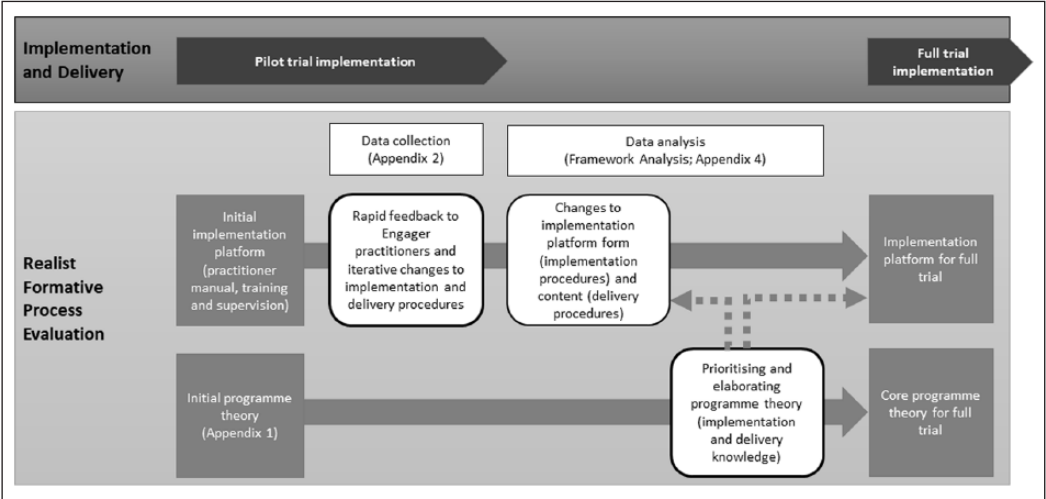 Implementation
and Delivery
Pilot trial implementation
Full trial
implementation
Data collection
(Appendix 2)
Data analysis
(Framework Analysis; Appendix 4)
Realist
Formative
Process
Evaluation
Initial
implementation
platform
(practitioner
manual, training
and supervision)
Rapid feedback to
Engager
practitioners and
iterative changes to
implementation and
delivery procedures
Changes to
implementation
platform form
(implementation
procedures) and
content (delivery
procedures)
Implementation
platform for full
trial
Initial programme
theory
(Appendix 1)
Prioritising and
elaborating
programme theory
(implementation
and delivery
knowledge)
Core programme
theory for full
trial